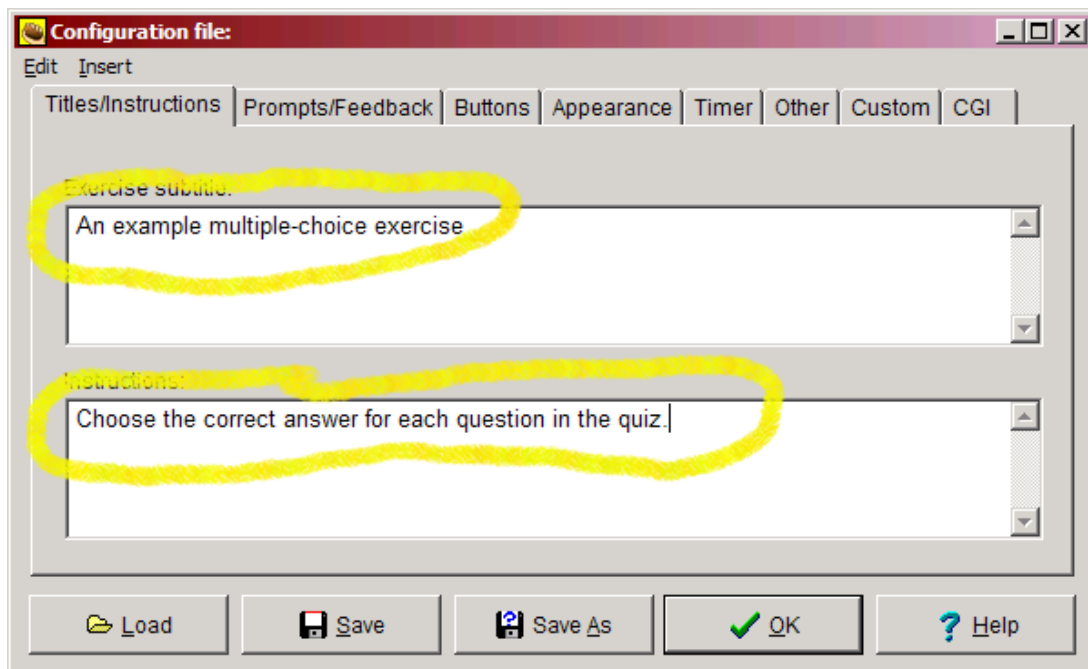 Configuration file:
Edit Insert
Titles/Instructions Prompts/Feedback Buttons Appearance Timer Other Custom CGI
Exercise subtitle:
An example multiple-choice exercise
Instructions:
Choose the correct answer for each question in the quiz.
Load Save Save As OK Help